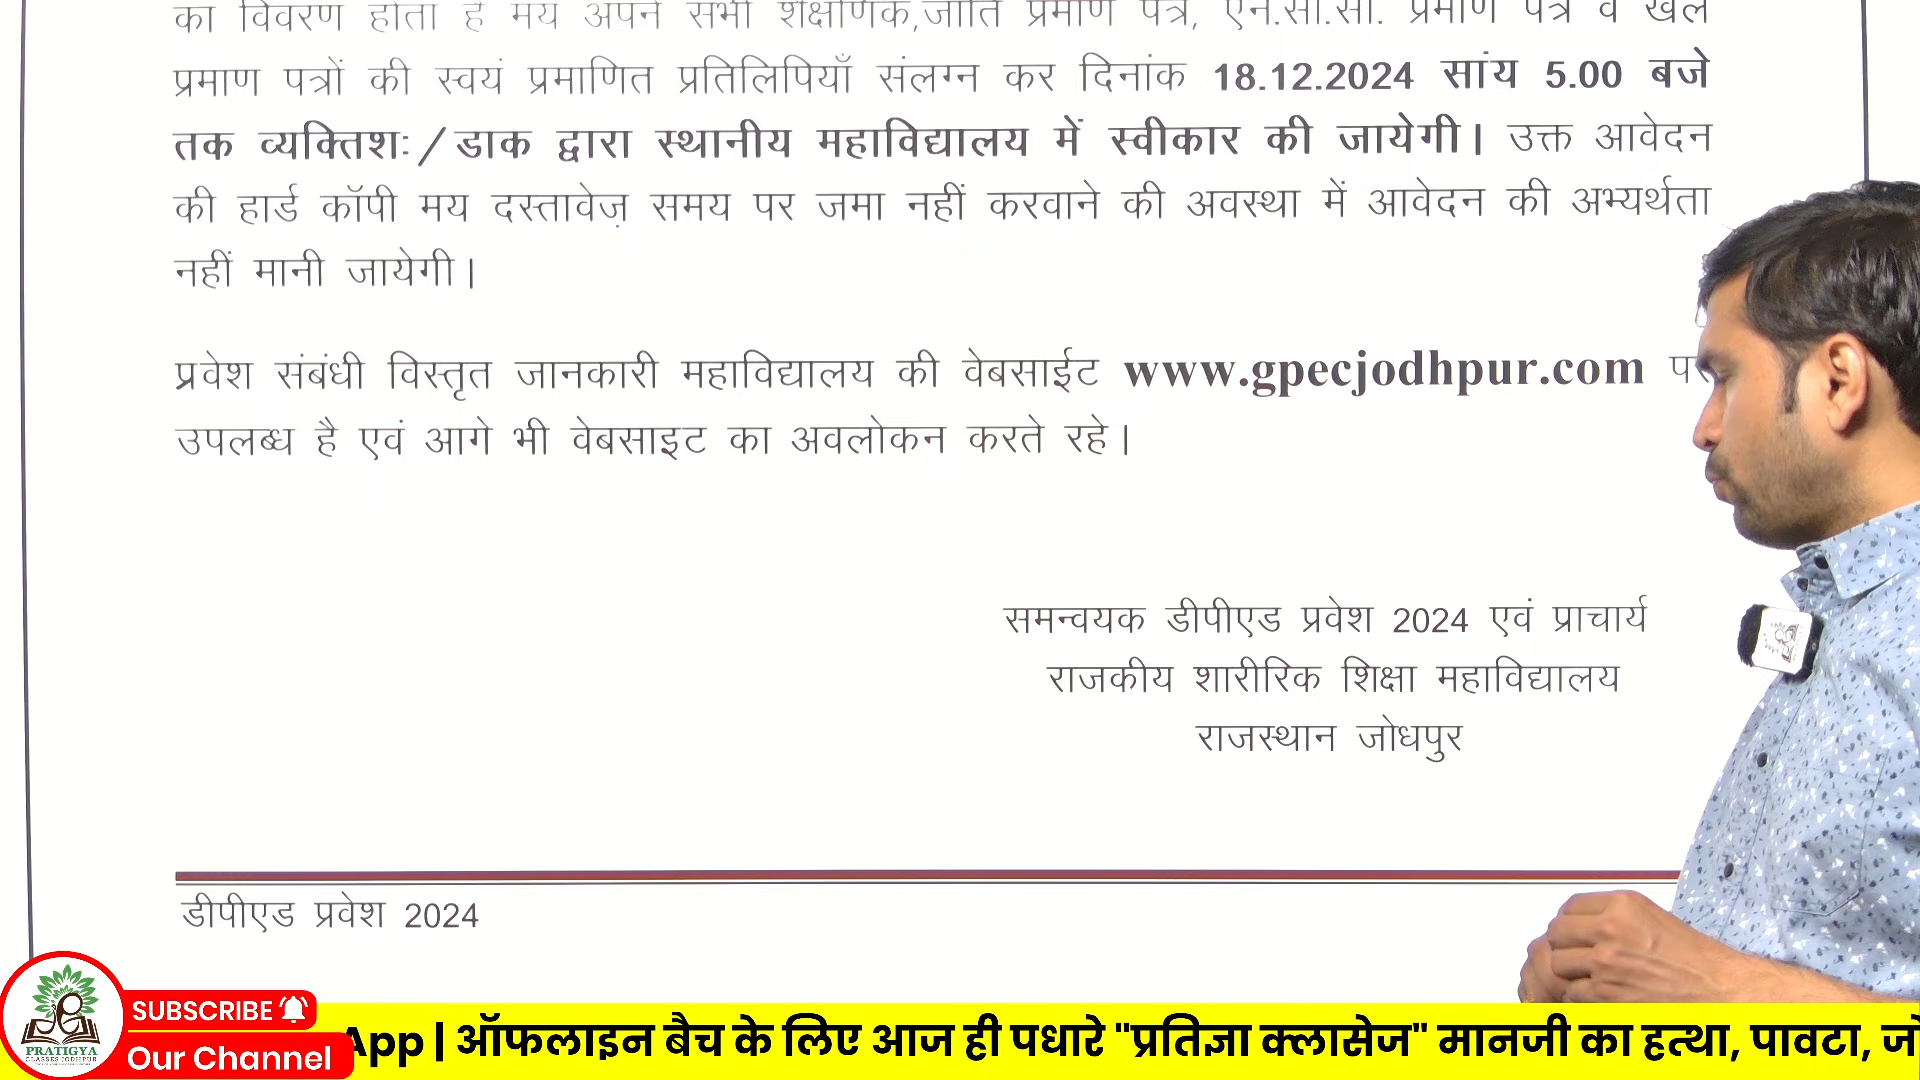 का विवरण होता है मय अपने सभी शैक्षणिक,जाति प्रमाण पत्र, एन.सी.सी. प्रमाण पत्र व खेल
प्रमाण पत्रों की स्वयं प्रमाणित प्रतिलिपियाँ संलग्न कर दिनांक 18.12.2024 सांय 5.00 बजे
तक व्यक्तिशः/डाक द्वारा स्थानीय महाविद्यालय में स्वीकार की जायेगी। उक्त आवेदन
की हार्ड कॉपी मय दस्तावेज़ समय पर जमा नहीं करवाने की अवस्था में आवेदन की अभ्यर्थता
नहीं मानी जायेगी।
प्रवेश संबंधी विस्तृत जानकारी महाविद्यालय की वेबसाईट www.gpecjodhpur.com पर
उपलब्ध है एवं आगे भी वेबसाइट का अवलोकन करते रहे।
समन्वयक डीपीएड प्रवेश 2024 एवं प्राचार्य
राजकीय शारीरिक शिक्षा महाविद्यालय
राजस्थान जोधपुर
डीपीएड प्रवेश 2024
SUBSCRIBE
Our Channel
PRATIGYA
CLASSES JODHPUR
App | ऑफलाइन बैच के लिए आज ही पधारे "प्रतिज्ञा क्लासेज" मानजी का हत्था, पावटा, जो